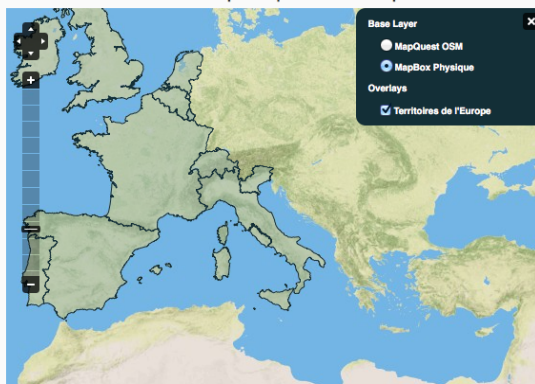 Base Layer
MapQuest OSM
MapBox Physique
Overlays
Territoires de l'Europe